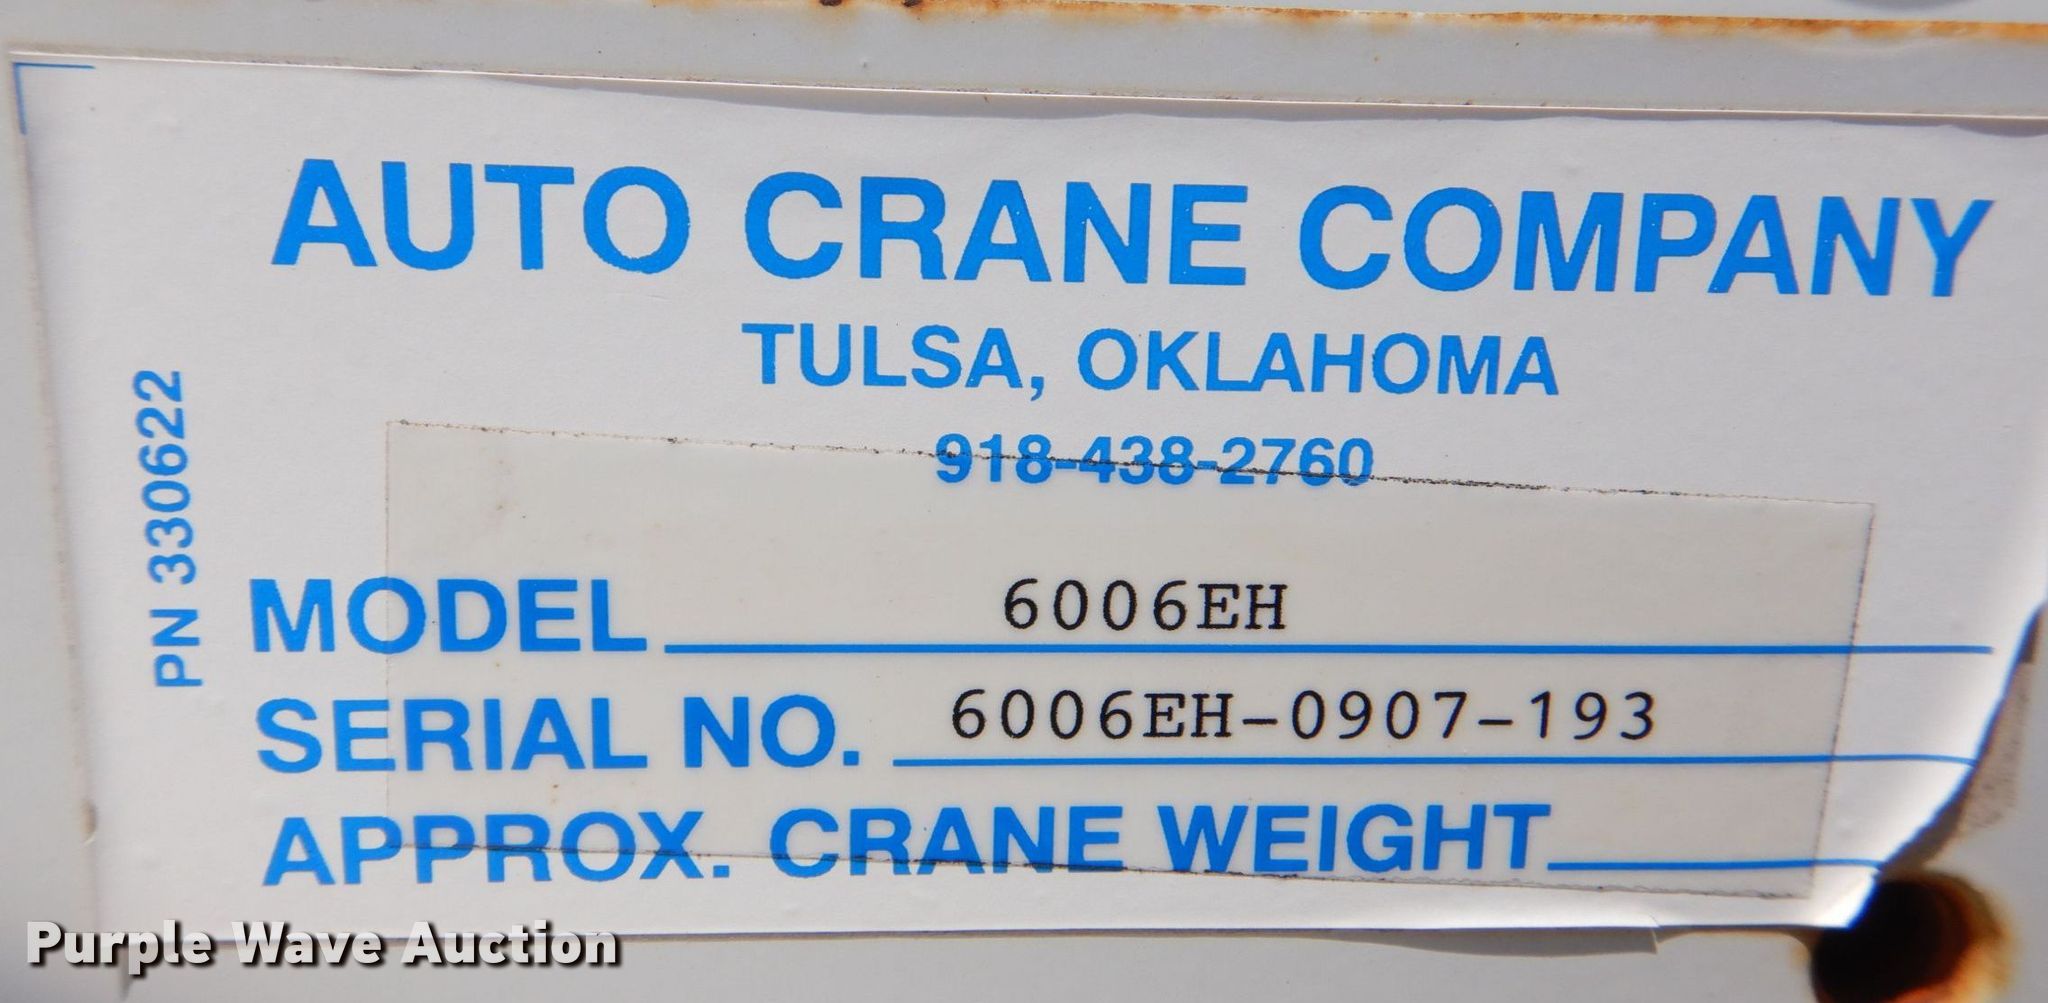 AUTO CRANE COMPANY
TULSA, OKLAHOMA
918-438-2760
PN 330622
MODEL 6006EH
SERIAL NO. 6006EH-0907-193
APPROX. CRANE WEIGHT
Purple Wave Auction